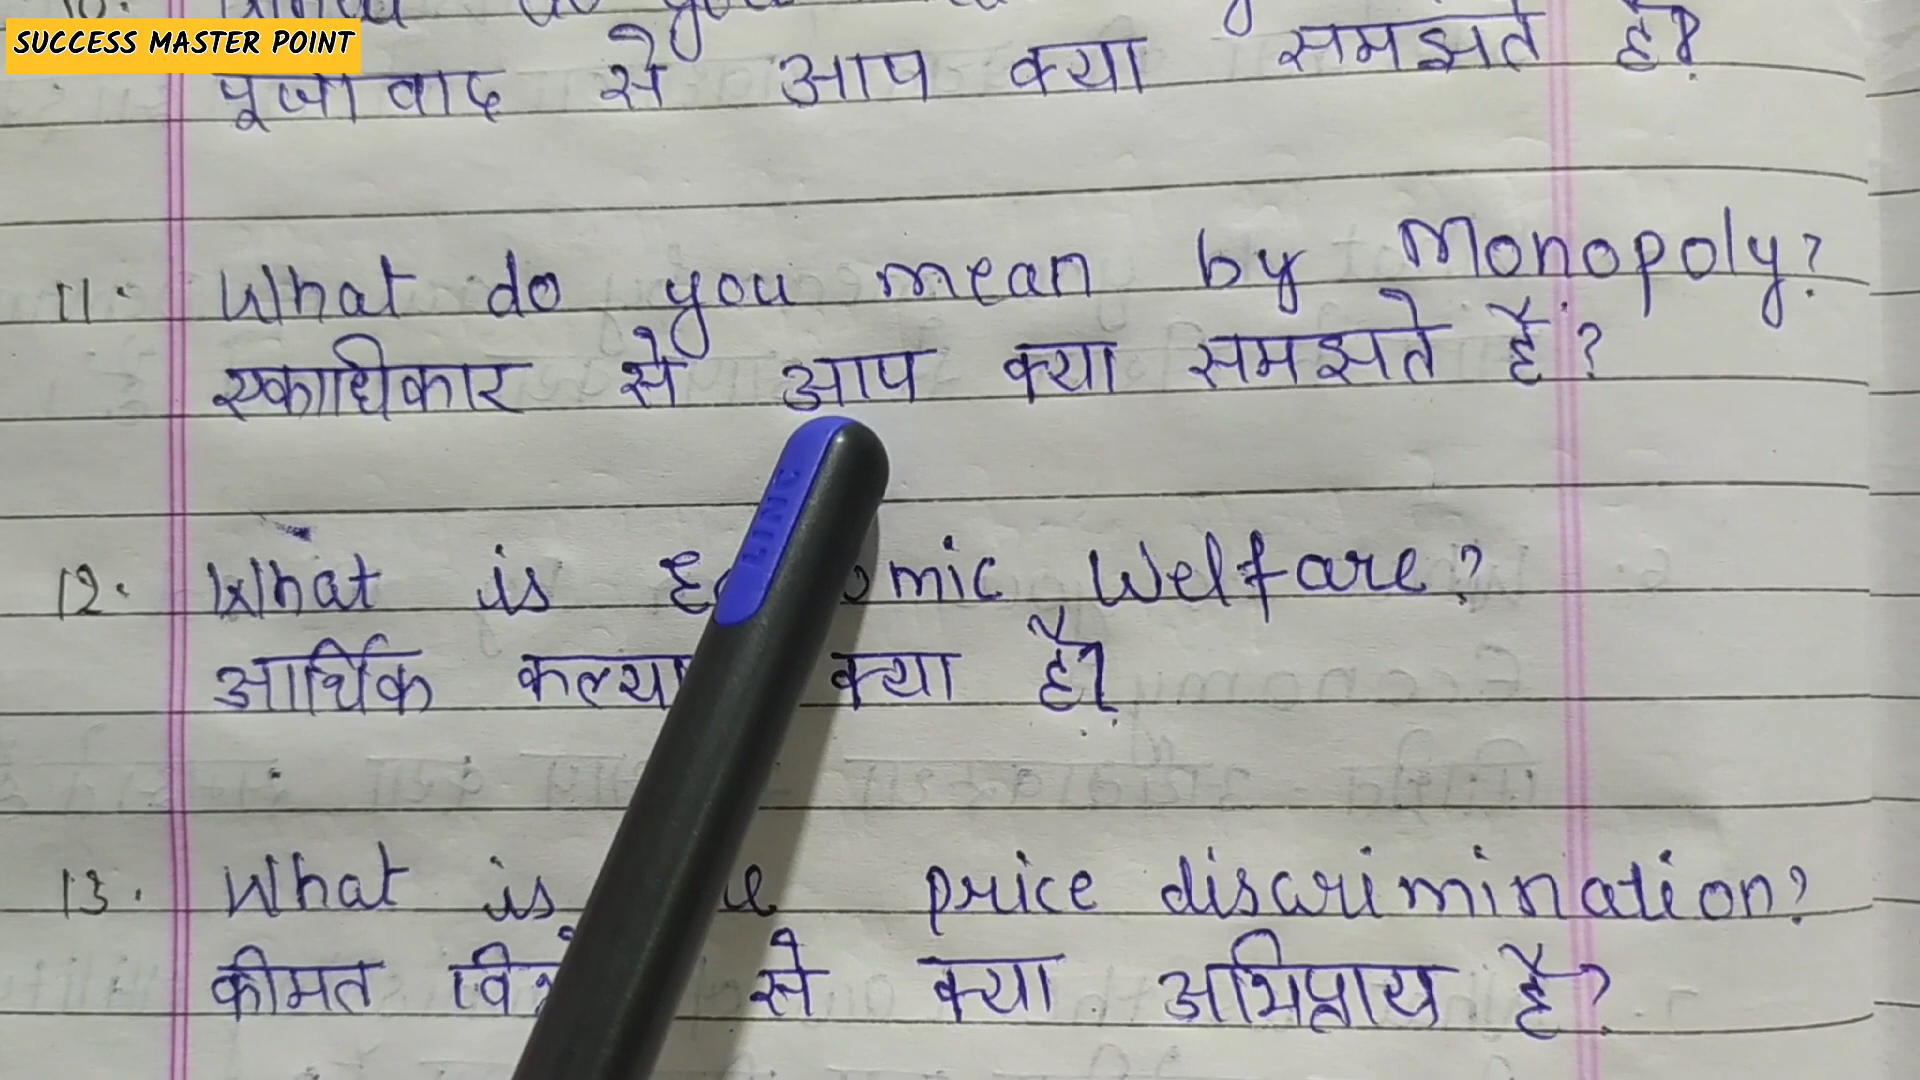 SUCCESS MASTER POINT
पूंजीवाद से आप क्या समझते है?
11. What do you mean by Monopoly?
एकाधिकार से आप क्या समझते है?
LINC
12. What is Welfare?
आर्थिक क्या है?
13. What is price discrimination?
कीमत से क्या अभिप्राय है?